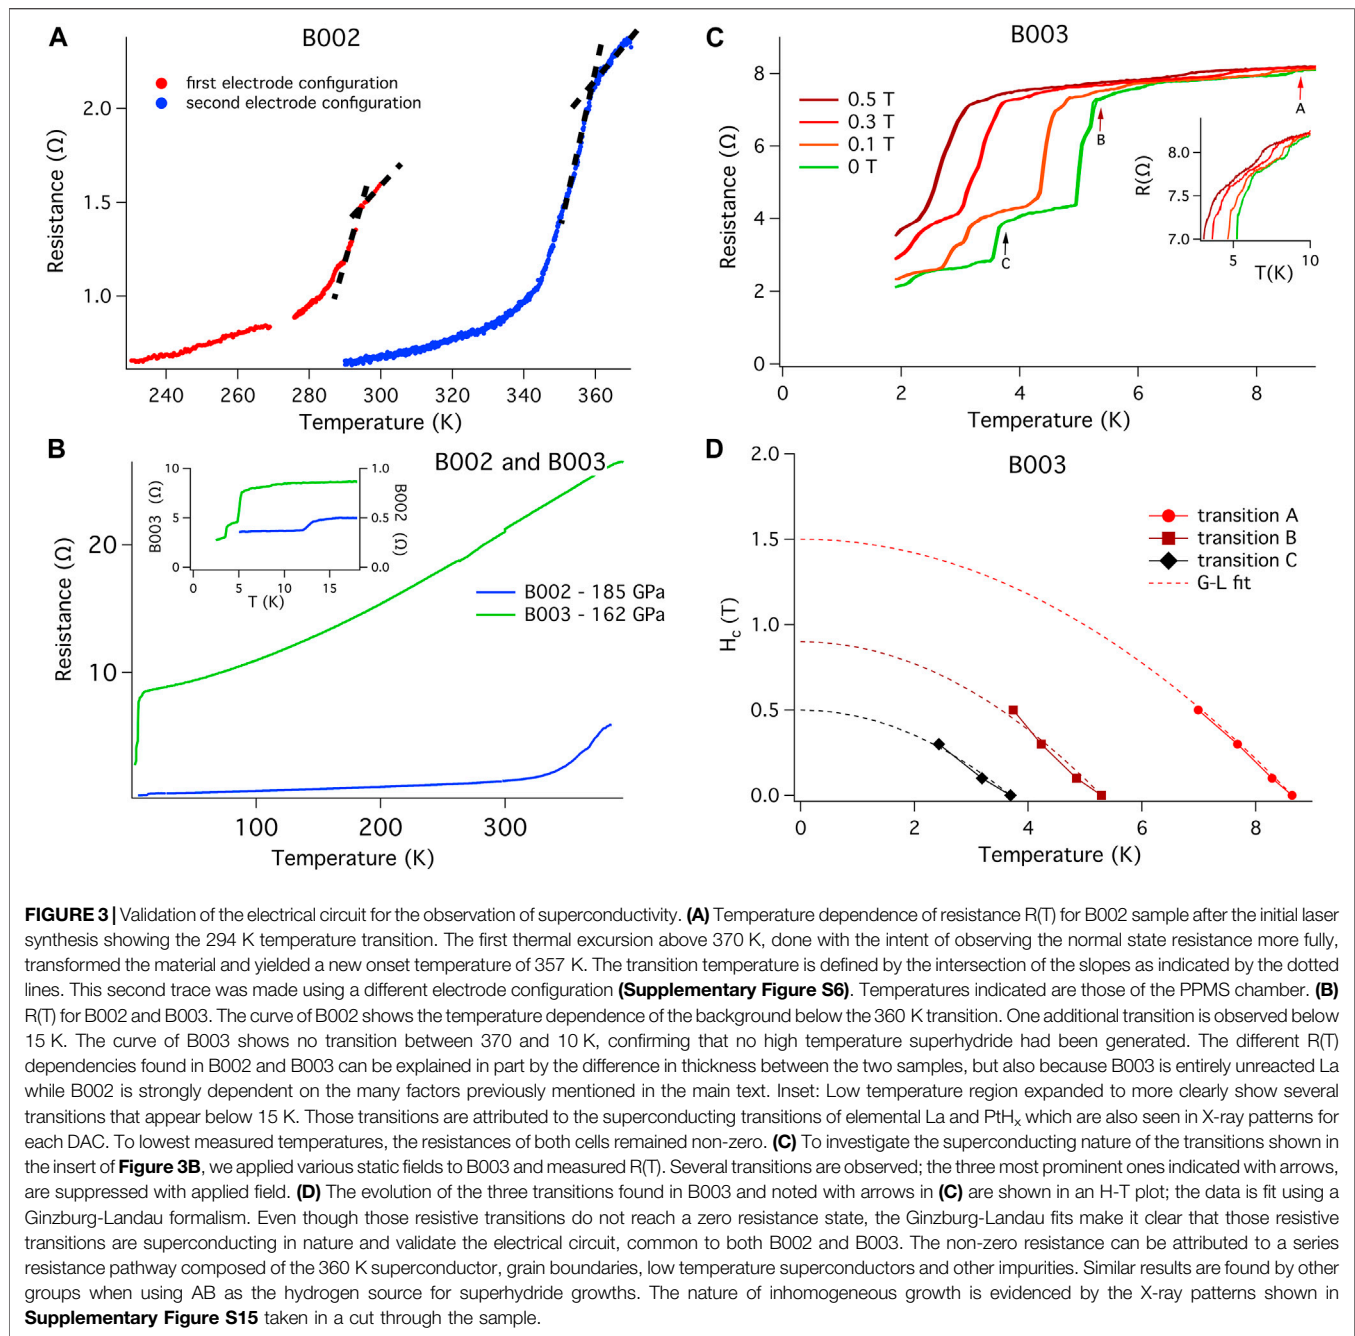 A
B002
first electrode configuration
second electrode configuration
2.0
1.5
1.0
Resistance (Ω)
240
260
280
300
320
340
360
Temperature (K)
C
B003
0.5 T
0.3 T
0.1 T
0 T
8
6
4
2
0
Resistance (Ω)
A
B
C
8.0
7.5
7.0
R(Ω)
5
10
T(K)
0
2
4
6
8
Temperature (K)
B
B002 and B003
10
5
0
B003 (Ω)
1.0
0.5
0.0
B002 (Ω)
0
5
10
15
T (K)
B002 - 185 GPa
B003 - 162 GPa
20
10
Resistance (Ω)
100
200
300
Temperature (K)
D
B003
transition A
transition B
transition C
G-L fit
2.0
1.5
1.0
0.5
0.0
Hc (T)
0
2
4
6
8
Temperature (K)
FIGURE 3 | Validation of the electrical circuit for the observation of superconductivity. (A) Temperature dependence of resistance R(T) for B002 sample after the initial laser
synthesis showing the 294 K temperature transition. The first thermal excursion above 370 K, done with the intent of observing the normal state resistance more fully,
transformed the material and yielded a new onset temperature of 357 K. The transition temperature is defined by the intersection of the slopes as indicated by the dotted
lines. This second trace was made using a different electrode configuration (Supplementary Figure S6). Temperatures indicated are those of the PPMS chamber. (B)
R(T) for B002 and B003. The curve of B002 shows the temperature dependence of the background below the 360 K transition. One additional transition is observed below
15 K. The curve of B003 shows no transition between 370 and 10 K, confirming that no high temperature superhydride had been generated. The different R(T)
dependencies found in B002 and B003 can be explained in part by the difference in thickness between the two samples, but also because B003 is entirely unreacted La
while B002 is strongly dependent on the many factors previously mentioned in the main text. Inset: Low temperature region expanded to more clearly show several
transitions that appear below 15 K. Those transitions are attributed to the superconducting transitions of elemental La and PtHx which are also seen in X-ray patterns for
each DAC. To lowest measured temperatures, the resistances of both cells remained non-zero. (C) To investigate the superconducting nature of the transitions shown in
the insert of Figure 3B, we applied various static fields to B003 and measured R(T). Several transitions are observed; the three most prominent ones indicated with arrows,
are suppressed with applied field. (D) The evolution of the three transitions found in B003 and noted with arrows in (C) are shown in an H-T plot; the data is fit using a
Ginzburg-Landau formalism. Even though those resistive transitions do not reach a zero resistance state, the Ginzburg-Landau fits make it clear that those resistive
transitions are superconducting in nature and validate the electrical circuit, common to both B002 and B003. The non-zero resistance can be attributed to a series
resistance pathway composed of the 360 K superconductor, grain boundaries, low temperature superconductors and other impurities. Similar results are found by other
groups when using AB as the hydrogen source for superhydride growths. The nature of inhomogeneous growth is evidenced by the X-ray patterns shown in
Supplementary Figure S15 taken in a cut through the sample.